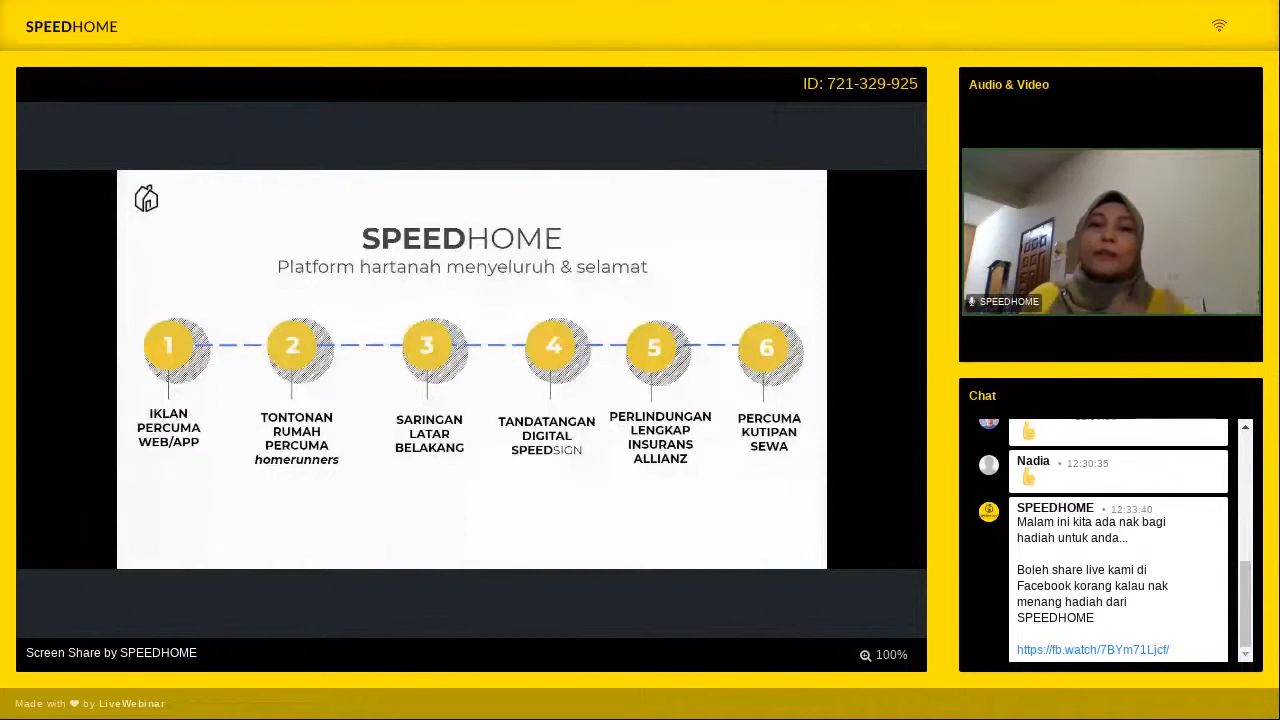 SPEEDHOME
ID: 721-329-925
SPEEDHOME
Platform hartanah menyeluruh & selamat
1
2
3
4
5
6
IKLAN
PERCUMA
WEB/APP
TONTONAN
RUMAH
PERCUMA
homerunners
SARINGAN
LATAR
BELAKANG
TANDATANGAN
DIGITAL
SPEEDSIGN
PERLINDUNGAN
LENGKAP
INSURANS
ALLIANZ
PERCUMA
KUTIPAN
SEWA
Screen Share by SPEEDHOME
100%
Audio & Video
SPEEDHOME
Chat
Nadia • 12:30:35
SPEEDHOME • 12:33:40
Malam ini kita ada nak bagi
hadiah untuk anda...
Boleh share live kami di
Facebook korang kalau nak
menang hadiah dari
SPEEDHOME
https://fb.watch/7BYm71Ljcf/
Made with by LiveWebinar